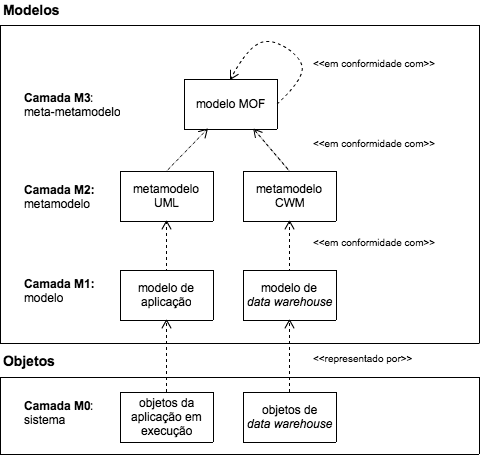 Modelos
<<em conformidade com>>
Camada M3:
meta-metamodelo
modelo MOF
<<em conformidade com>>
Camada M2:
metamodelo
metamodelo
UML
metamodelo
CWM
<<em conformidade com>>
Camada M1:
modelo
modelo de
aplicação
modelo de
data warehouse
Objetos
<<representado por>>
Camada M0:
sistema
objetos da
aplicação em
execução
objetos de
data warehouse